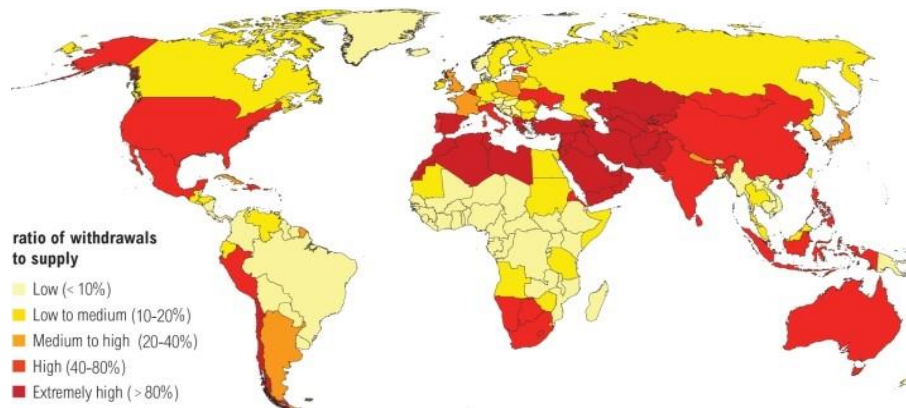 ratio of withdrawals
to supply
Low (< 10%)
Low to medium (10-20%)
Medium to high (20-40%)
High (40-80%)
Extremely high (> 80%)